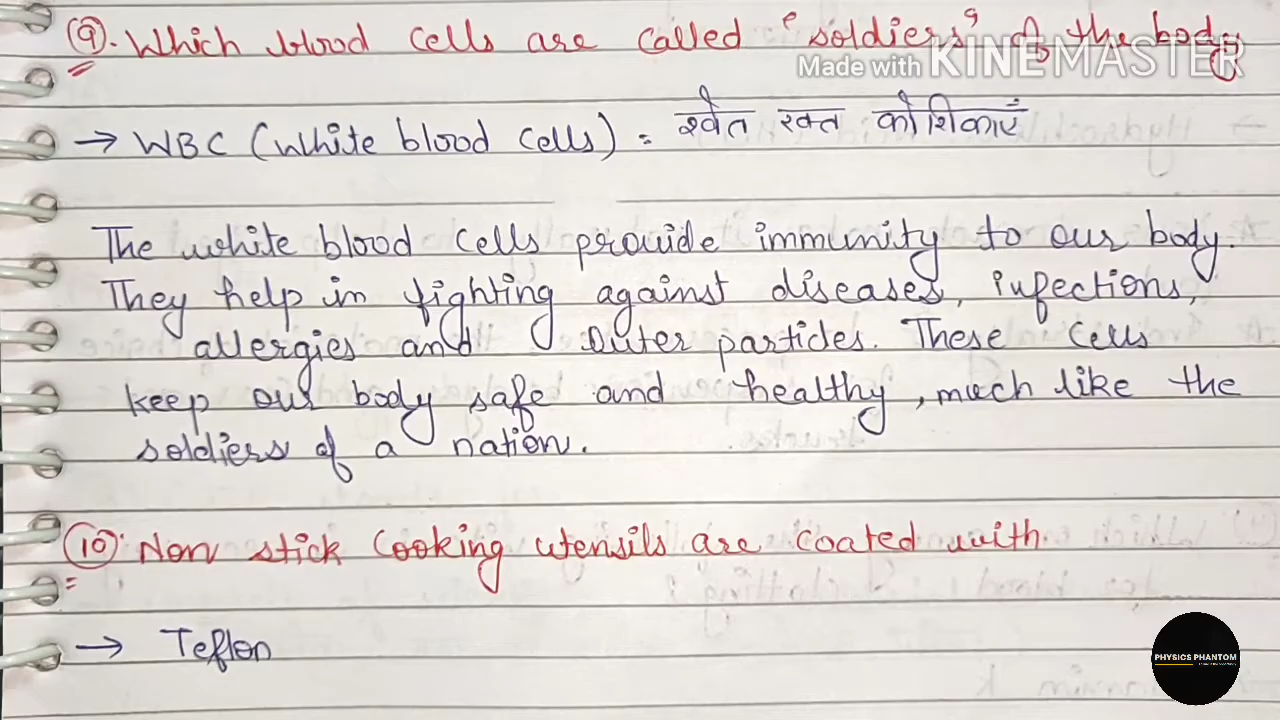 (9). Which blood cells are called 'soldiers' of the body
Made with KINEMASTER
→ WBC (White blood cells) = श्वेत रक्त कोशिकाएँ
The white blood cells provide immunity to our body.
They help in fighting against diseases, infections,
allergies and outer particles. These cells
keep our body safe and healthy, much like the
soldiers of a nation.
(10). Non stick cooking utensils are coated with.
→ Teflon
PHYSICS PHANTOM